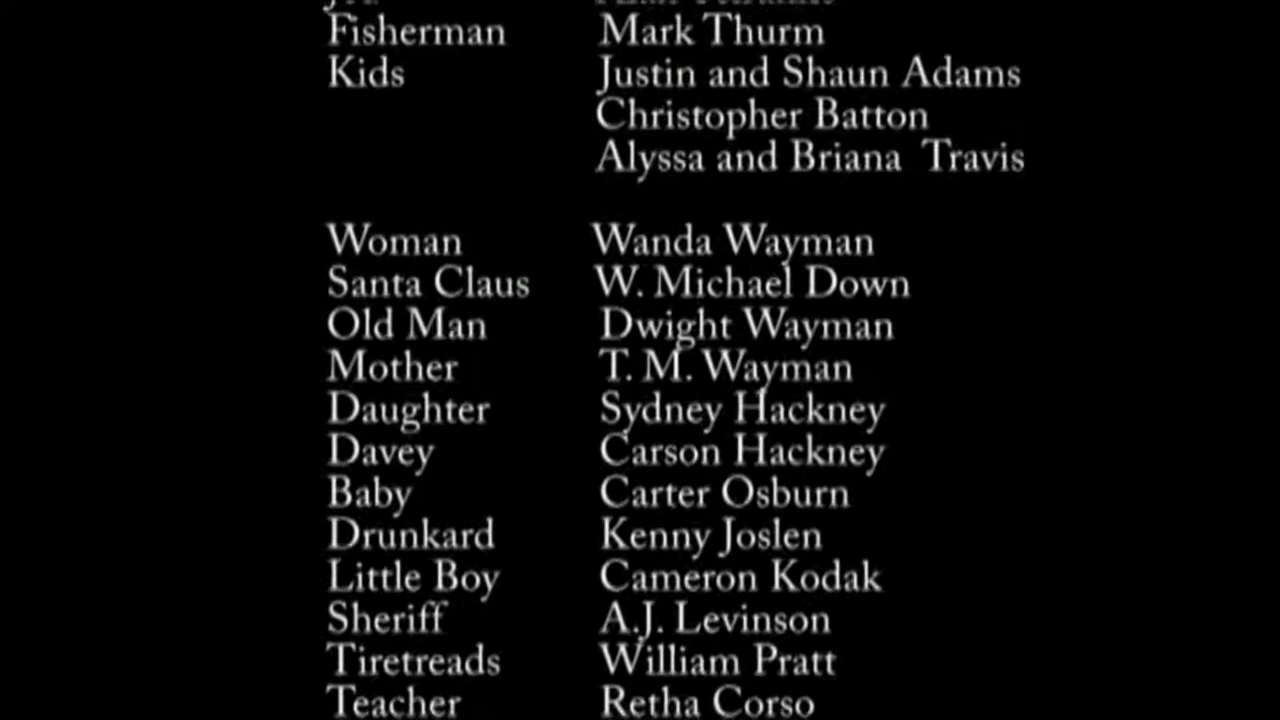 Fisherman Mark Thurm
Kids Justin and Shaun Adams
Christopher Batton
Alyssa and Briana Travis
Woman Wanda Wayman
Santa Claus W. Michael Down
Old Man Dwight Wayman
Mother T. M. Wayman
Daughter Sydney Hackney
Davey Carson Hackney
Baby Carter Osburn
Drunkard Kenny Joslen
Little Boy Cameron Kodak
Sheriff A.J. Levinson
Tiretreads William Pratt
Teacher Retha Corso